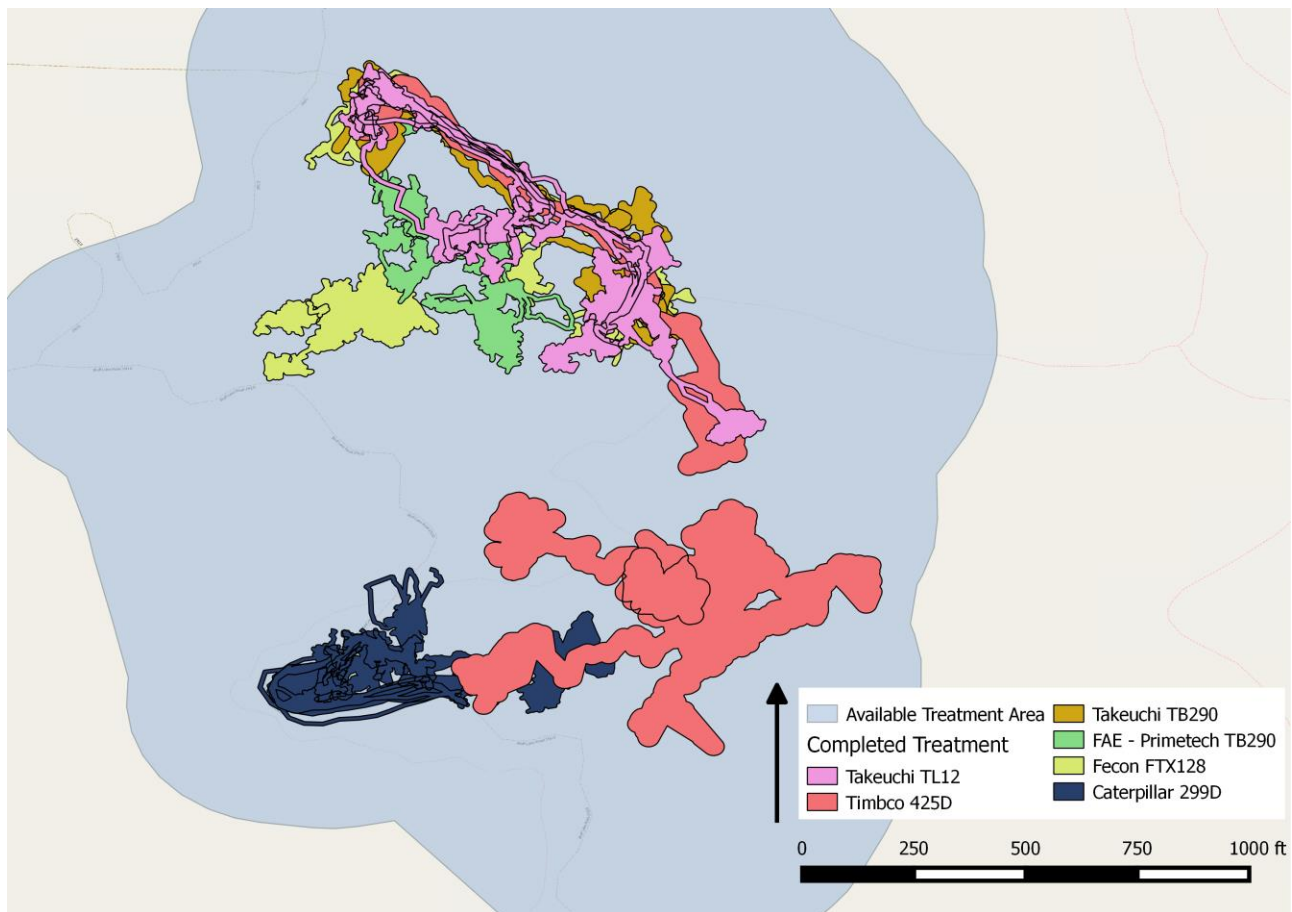 Available Treatment Area
Completed Treatment
Takeuchi TL12
Timbco 425D
Takeuchi TB290
FAE - Primetech TB290
Fecon FTX128
Caterpillar 299D
0 250 500 750 1000 ft